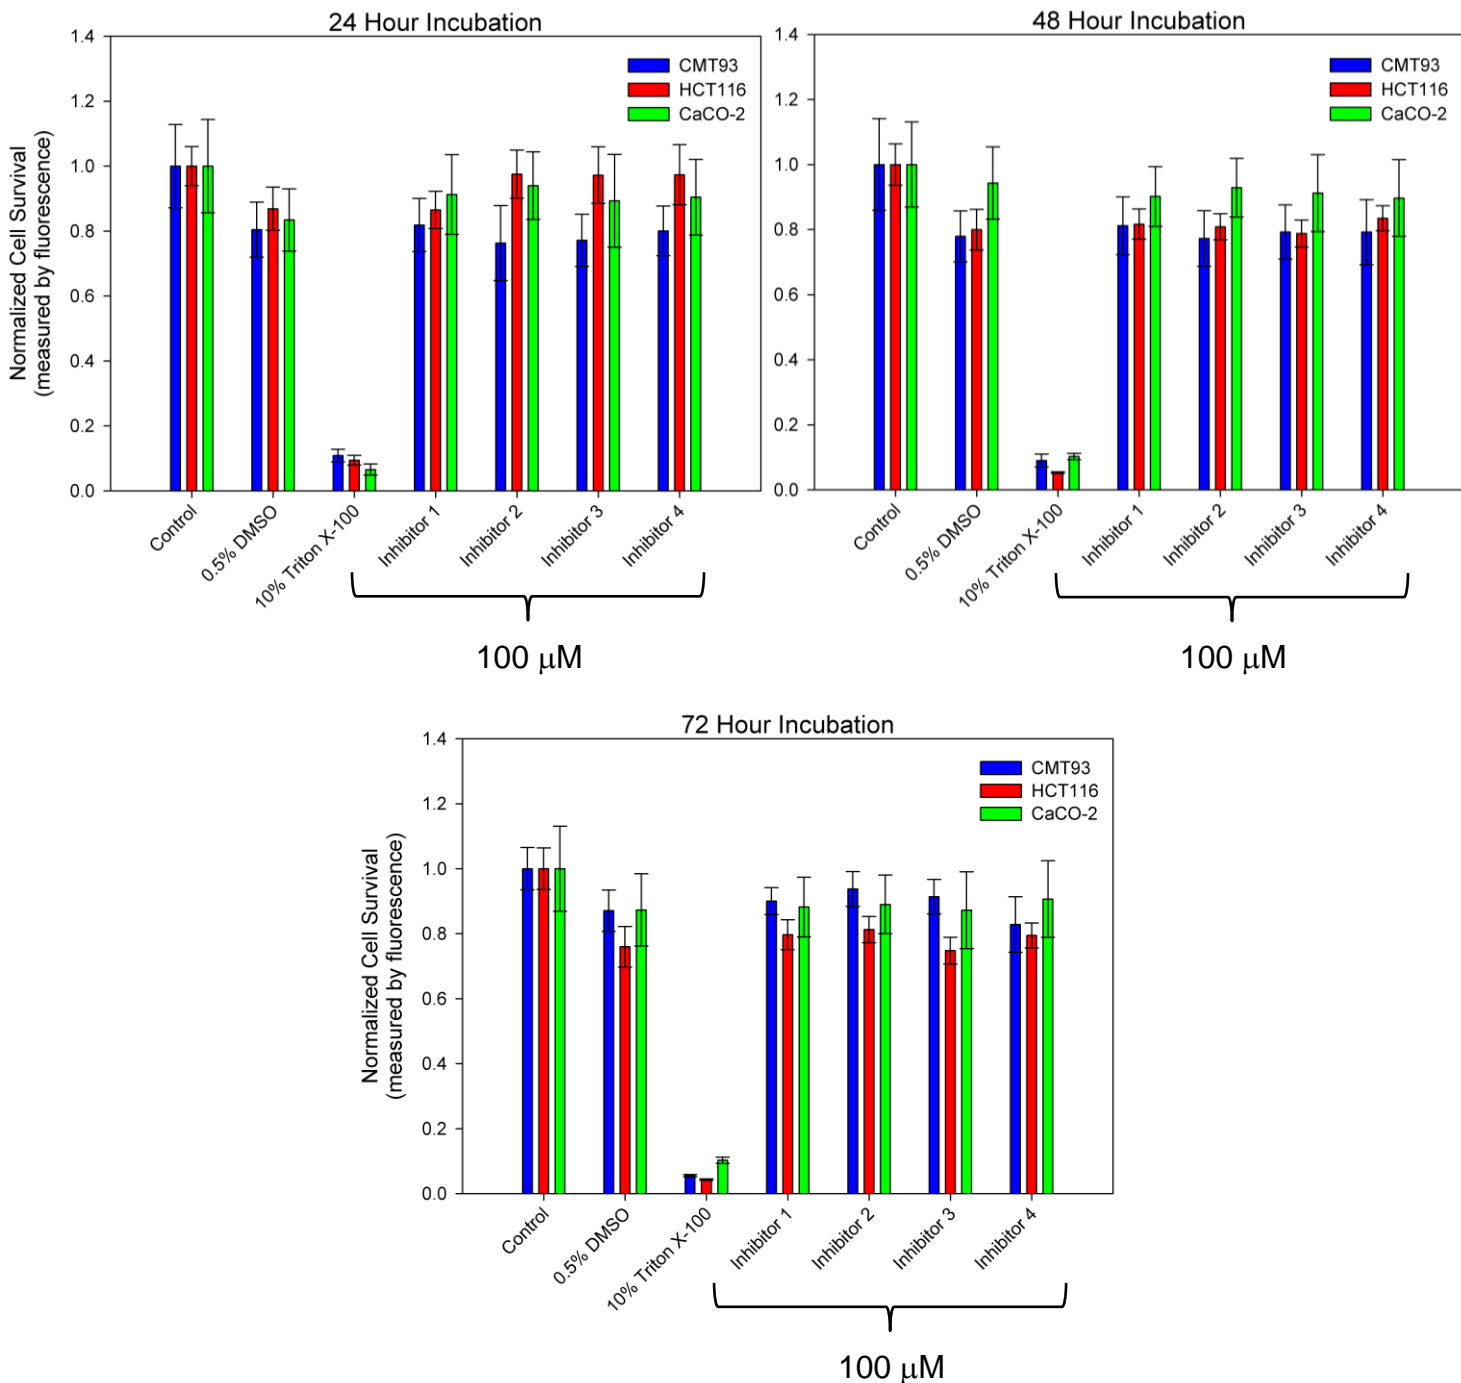 24 Hour Incubation
Normalized Cell Survival
(measured by fluorescence)
1.4
1.2
1.0
0.8
0.6
0.4
0.2
0.0
CMT93
HCT116
CaCO-2
Control
0.5% DMSO
10% Triton X-100
Inhibitor 1
Inhibitor 2
Inhibitor 3
Inhibitor 4
100 μM
48 Hour Incubation
1.4
1.2
1.0
0.8
0.6
0.4
0.2
0.0
CMT93
HCT116
CaCO-2
Control
0.5% DMSO
10% Triton X-100
Inhibitor 1
Inhibitor 2
Inhibitor 3
Inhibitor 4
100 μM
72 Hour Incubation
Normalized Cell Survival
(measured by fluorescence)
1.4
1.2
1.0
0.8
0.6
0.4
0.2
0.0
CMT93
HCT116
CaCO-2
Control
0.5% DMSO
10% Triton X-100
Inhibitor 1
Inhibitor 2
Inhibitor 3
Inhibitor 4
100 μM